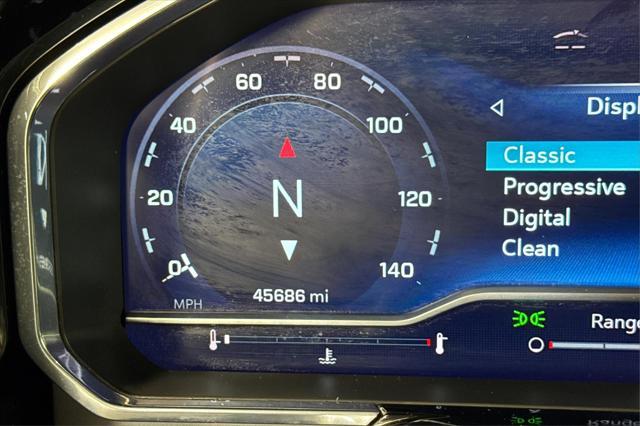 60 80
40 100
20 120
0 140
N
MPH
45686 mi
Displ
Classic
Progressive
Digital
Clean
Range